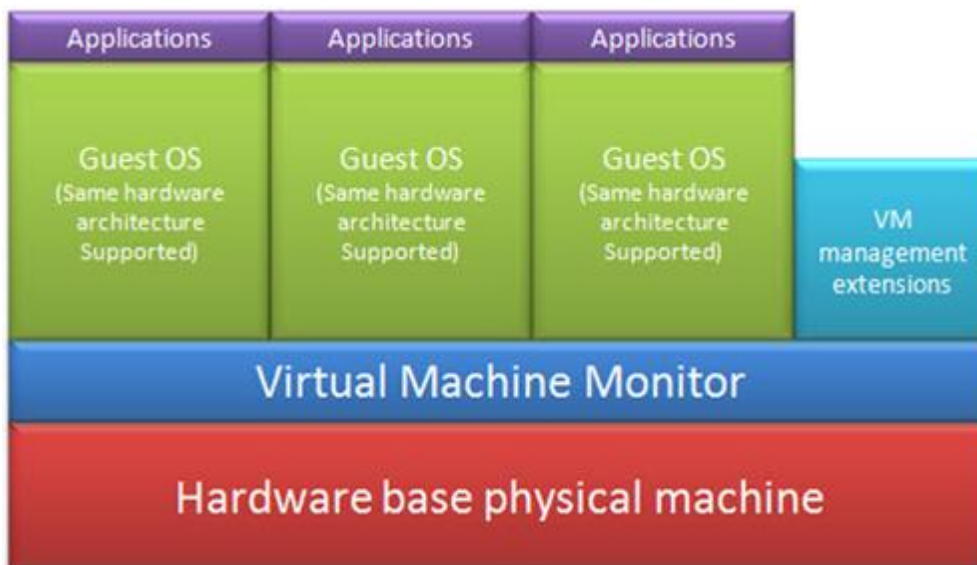 Applications
Applications
Applications
Guest OS
(Same hardware
architecture
Supported)
Guest OS
(Same hardware
architecture
Supported)
Guest OS
(Same hardware
architecture
Supported)
VM
management
extensions
Virtual Machine Monitor
Hardware base physical machine